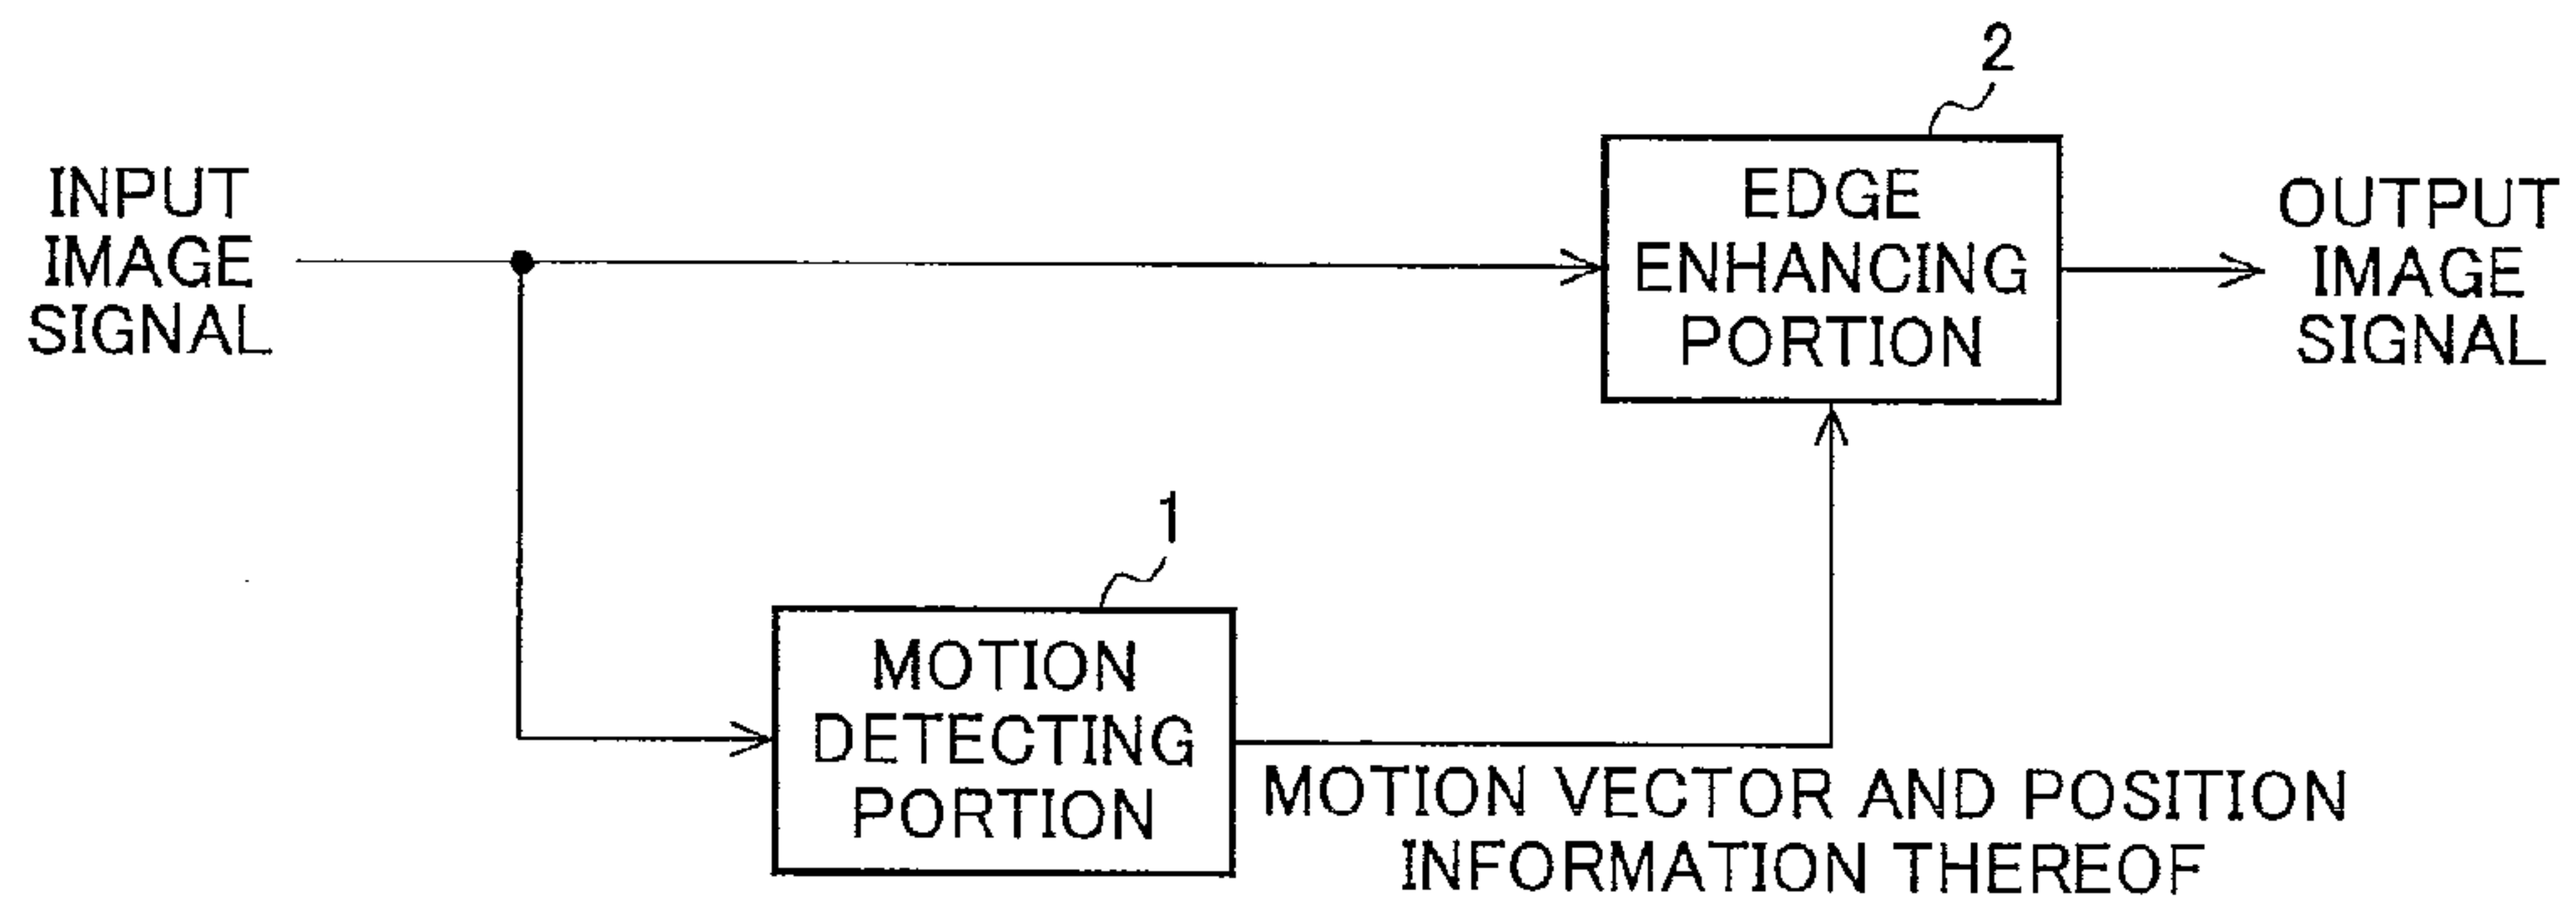 2
INPUT
IMAGE
SIGNAL
EDGE
ENHANCING
PORTION
OUTPUT
IMAGE
SIGNAL
1
MOTION
DETECTING
PORTION
MOTION VECTOR AND POSITION
INFORMATION THEREOF